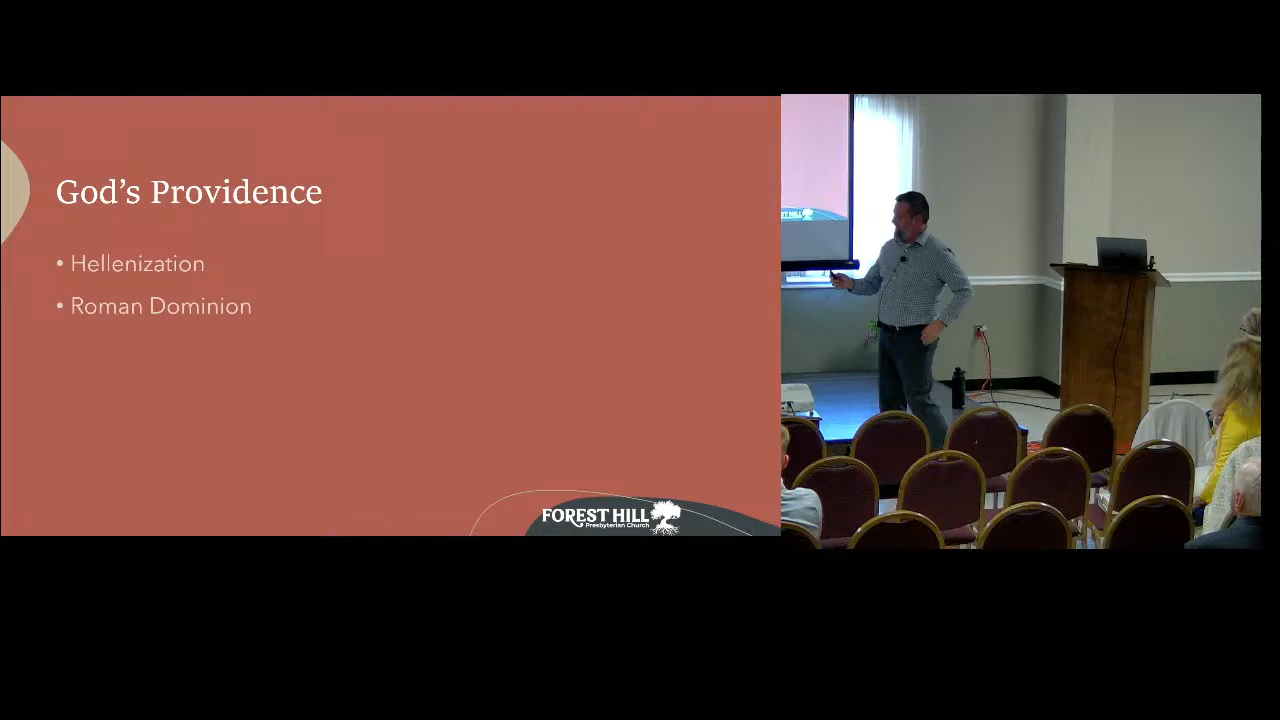 God's Providence
• Hellenization
• Roman Dominion
FOREST HILL
Presbyterian Church